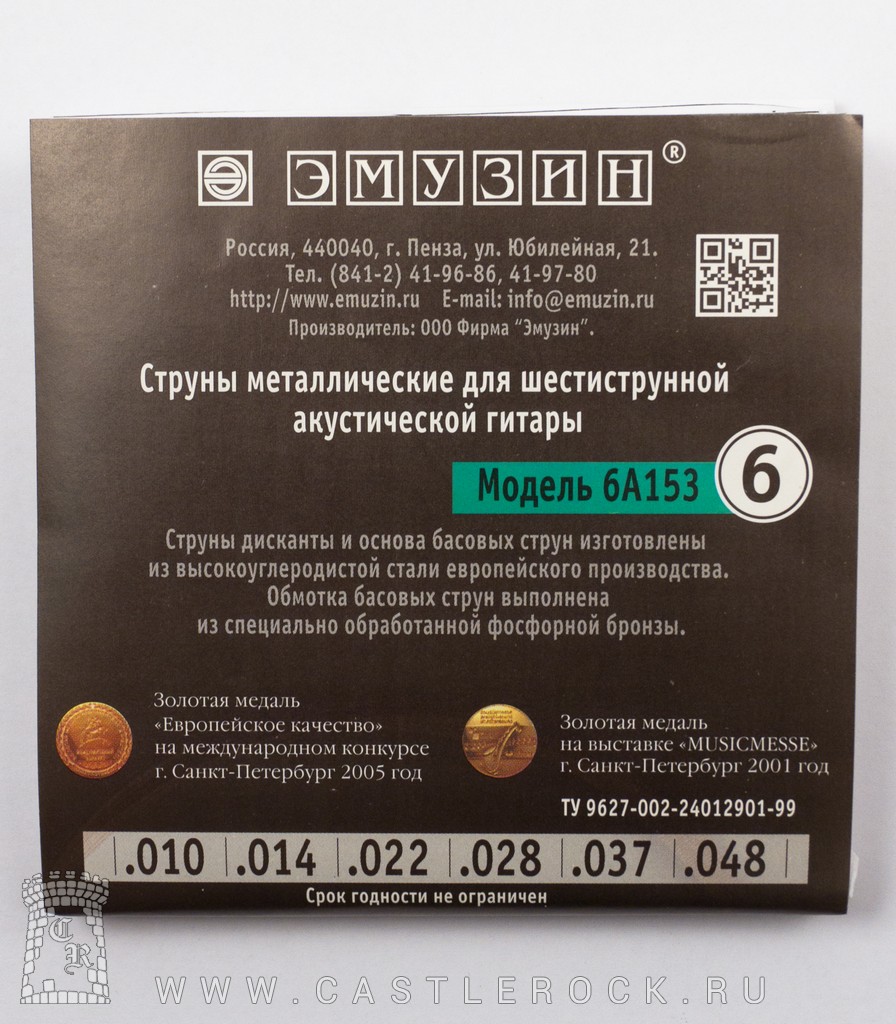 ЭМУЗИН®
Россия, 440040, г. Пенза, ул. Юбилейная, 21.
Тел. (841-2) 41-96-86, 41-97-80
http://www.emuzin.ru E-mail: info@emuzin.ru
Производитель: ООО Фирма "Эмузин".
Струны металлические для шестиструнной
акустической гитары
Модель 6А153 6
Струны дисканты и основа басовых струн изготовлены
из высокоуглеродистой стали европейского производства.
Обмотка басовых струн выполнена
из специально обработанной фосфорной бронзы.
Золотая медаль
«Европейское качество»
на международном конкурсе
г. Санкт-Петербург 2005 год
Золотая медаль
на выставке «MUSICMESSE»
г. Санкт-Петербург 2001 год
ТУ 9627-002-24012901-99
.010 .014 .022 .028 .037 .048
Срок годности не ограничен
CR
WWW.CASTLEROCK.RU